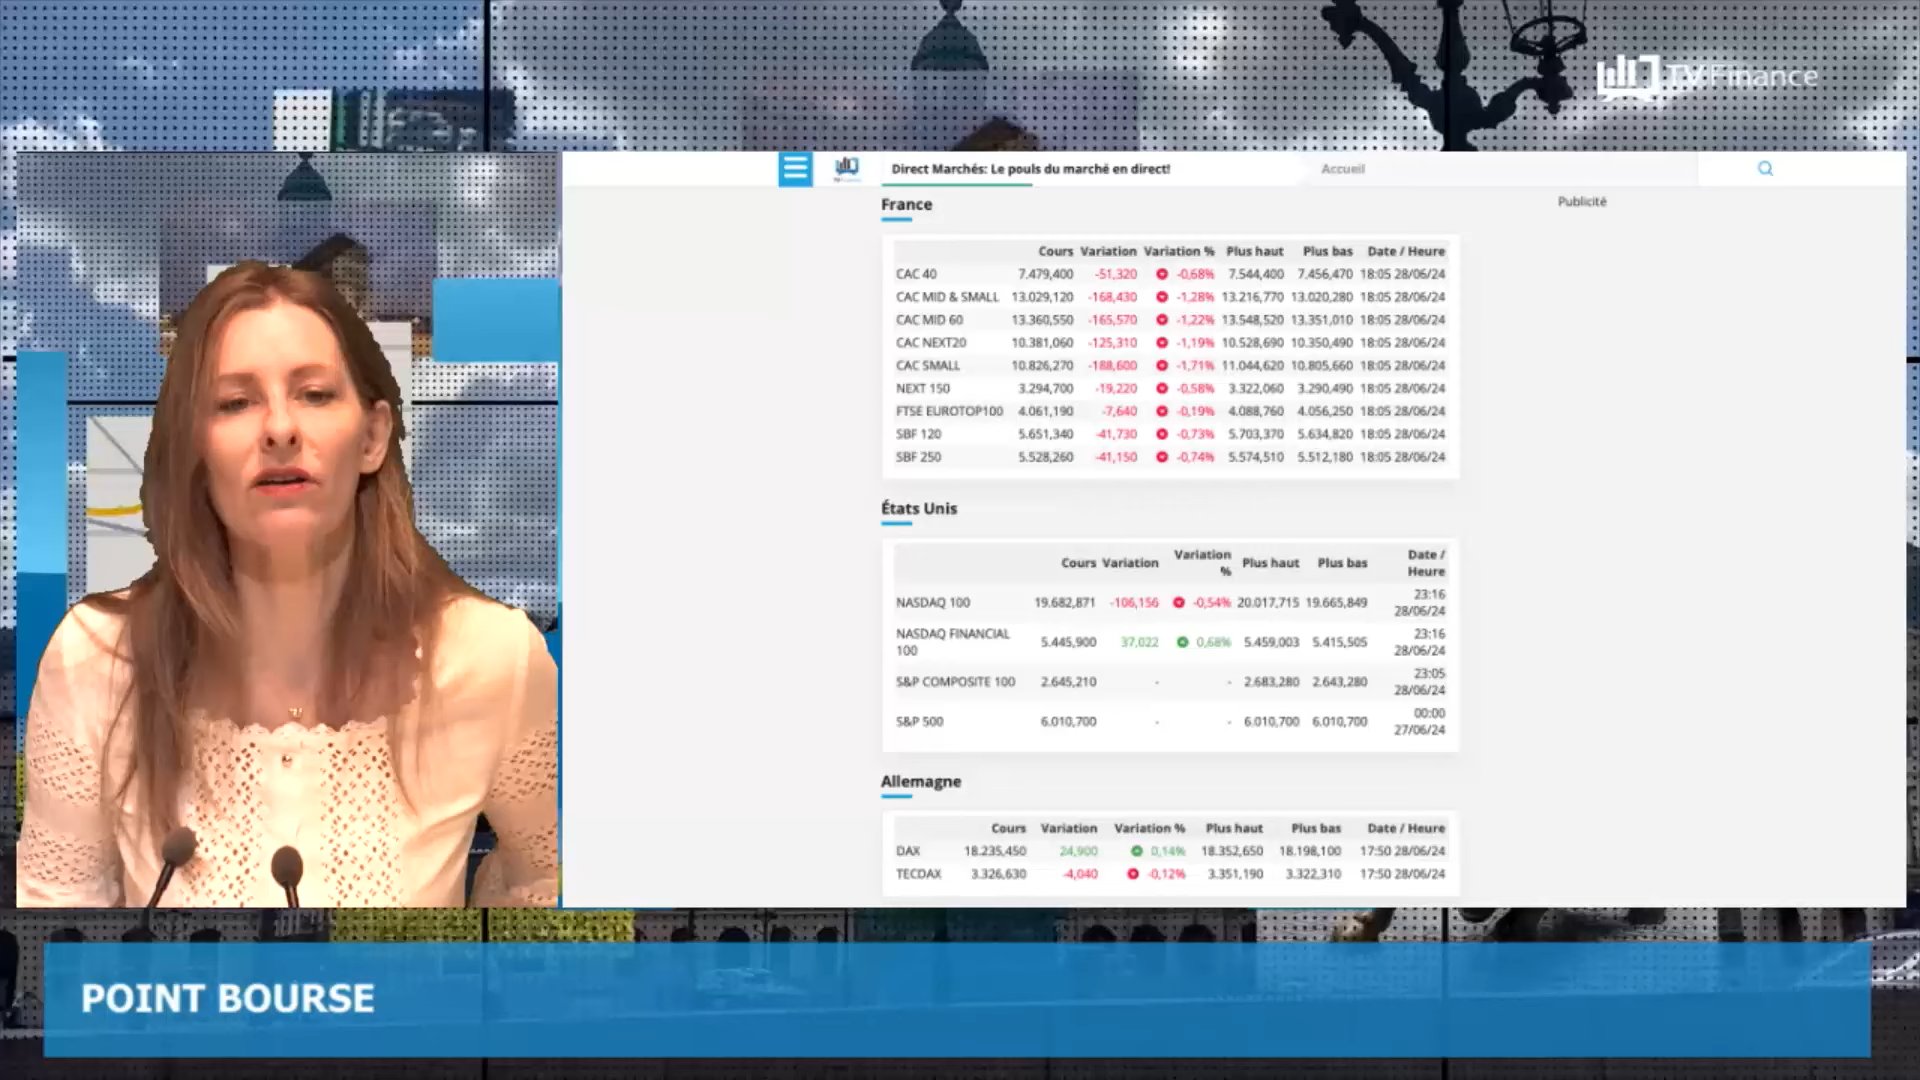 TV Finance
Direct Marchés: Le pouls du marché en direct!
Accueil
France
Publicité
Cours Variation Variation % Plus haut Plus bas Date / Heure
CAC 40 7.479,400 -51,320 -0,68% 7.544,400 7.456,470 18:05 28/06/24
CAC MID & SMALL 13.029,120 -168,430 -1,28% 13.216,770 13.020,280 18:05 28/06/24
CAC MID 60 13.360,550 -165,570 -1,22% 13.548,520 13.351,010 18:05 28/06/24
CAC NEXT20 10.381,060 -125,310 -1,19% 10.528,690 10.350,490 18:05 28/06/24
CAC SMALL 10.826,270 -188,600 -1,71% 11.044,620 10.805,660 18:05 28/06/24
NEXT 150 3.294,700 -19,220 -0,58% 3.322,060 3.290,490 18:05 28/06/24
FTSE EUROTOP100 4.061,190 -7,640 -0,19% 4.088,760 4.056,250 18:05 28/06/24
SBF 120 5.651,340 -41,730 -0,73% 5.703,370 5.634,820 18:05 28/06/24
SBF 250 5.528,260 -41,150 -0,74% 5.574,510 5.512,180 18:05 28/06/24
États Unis
Cours Variation Variation % Plus haut Plus bas Date / Heure
NASDAQ 100 19.682,871 -106,156 -0,54% 20.017,715 19.665,849 23:16 28/06/24
NASDAQ FINANCIAL 100 5.445,900 37,022 0,68% 5.459,003 5.415,505 23:16 28/06/24
S&P COMPOSITE 100 2.645,210 - - 2.683,280 2.643,280 23:05 28/06/24
S&P 500 6.010,700 - - 6.010,700 6.010,700 00:00 27/06/24
Allemagne
Cours Variation Variation % Plus haut Plus bas Date / Heure
DAX 18.235,450 24,900 0,14% 18.352,650 18.198,100 17:50 28/06/24
TECDAX 3.326,630 -4,040 -0,12% 3.351,190 3.322,310 17:50 28/06/24
POINT BOURSE